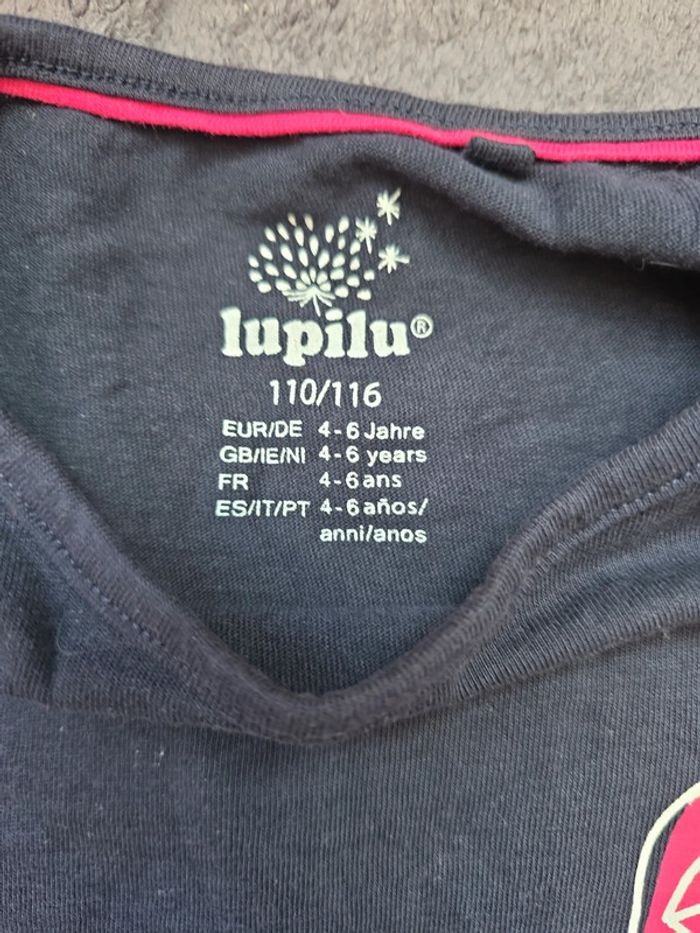 lupilu®
110/116
EUR/DE 4-6 Jahre
GB/IE/NI 4-6 years
FR 4-6 ans
ES/IT/PT 4-6 años/
anni/anos